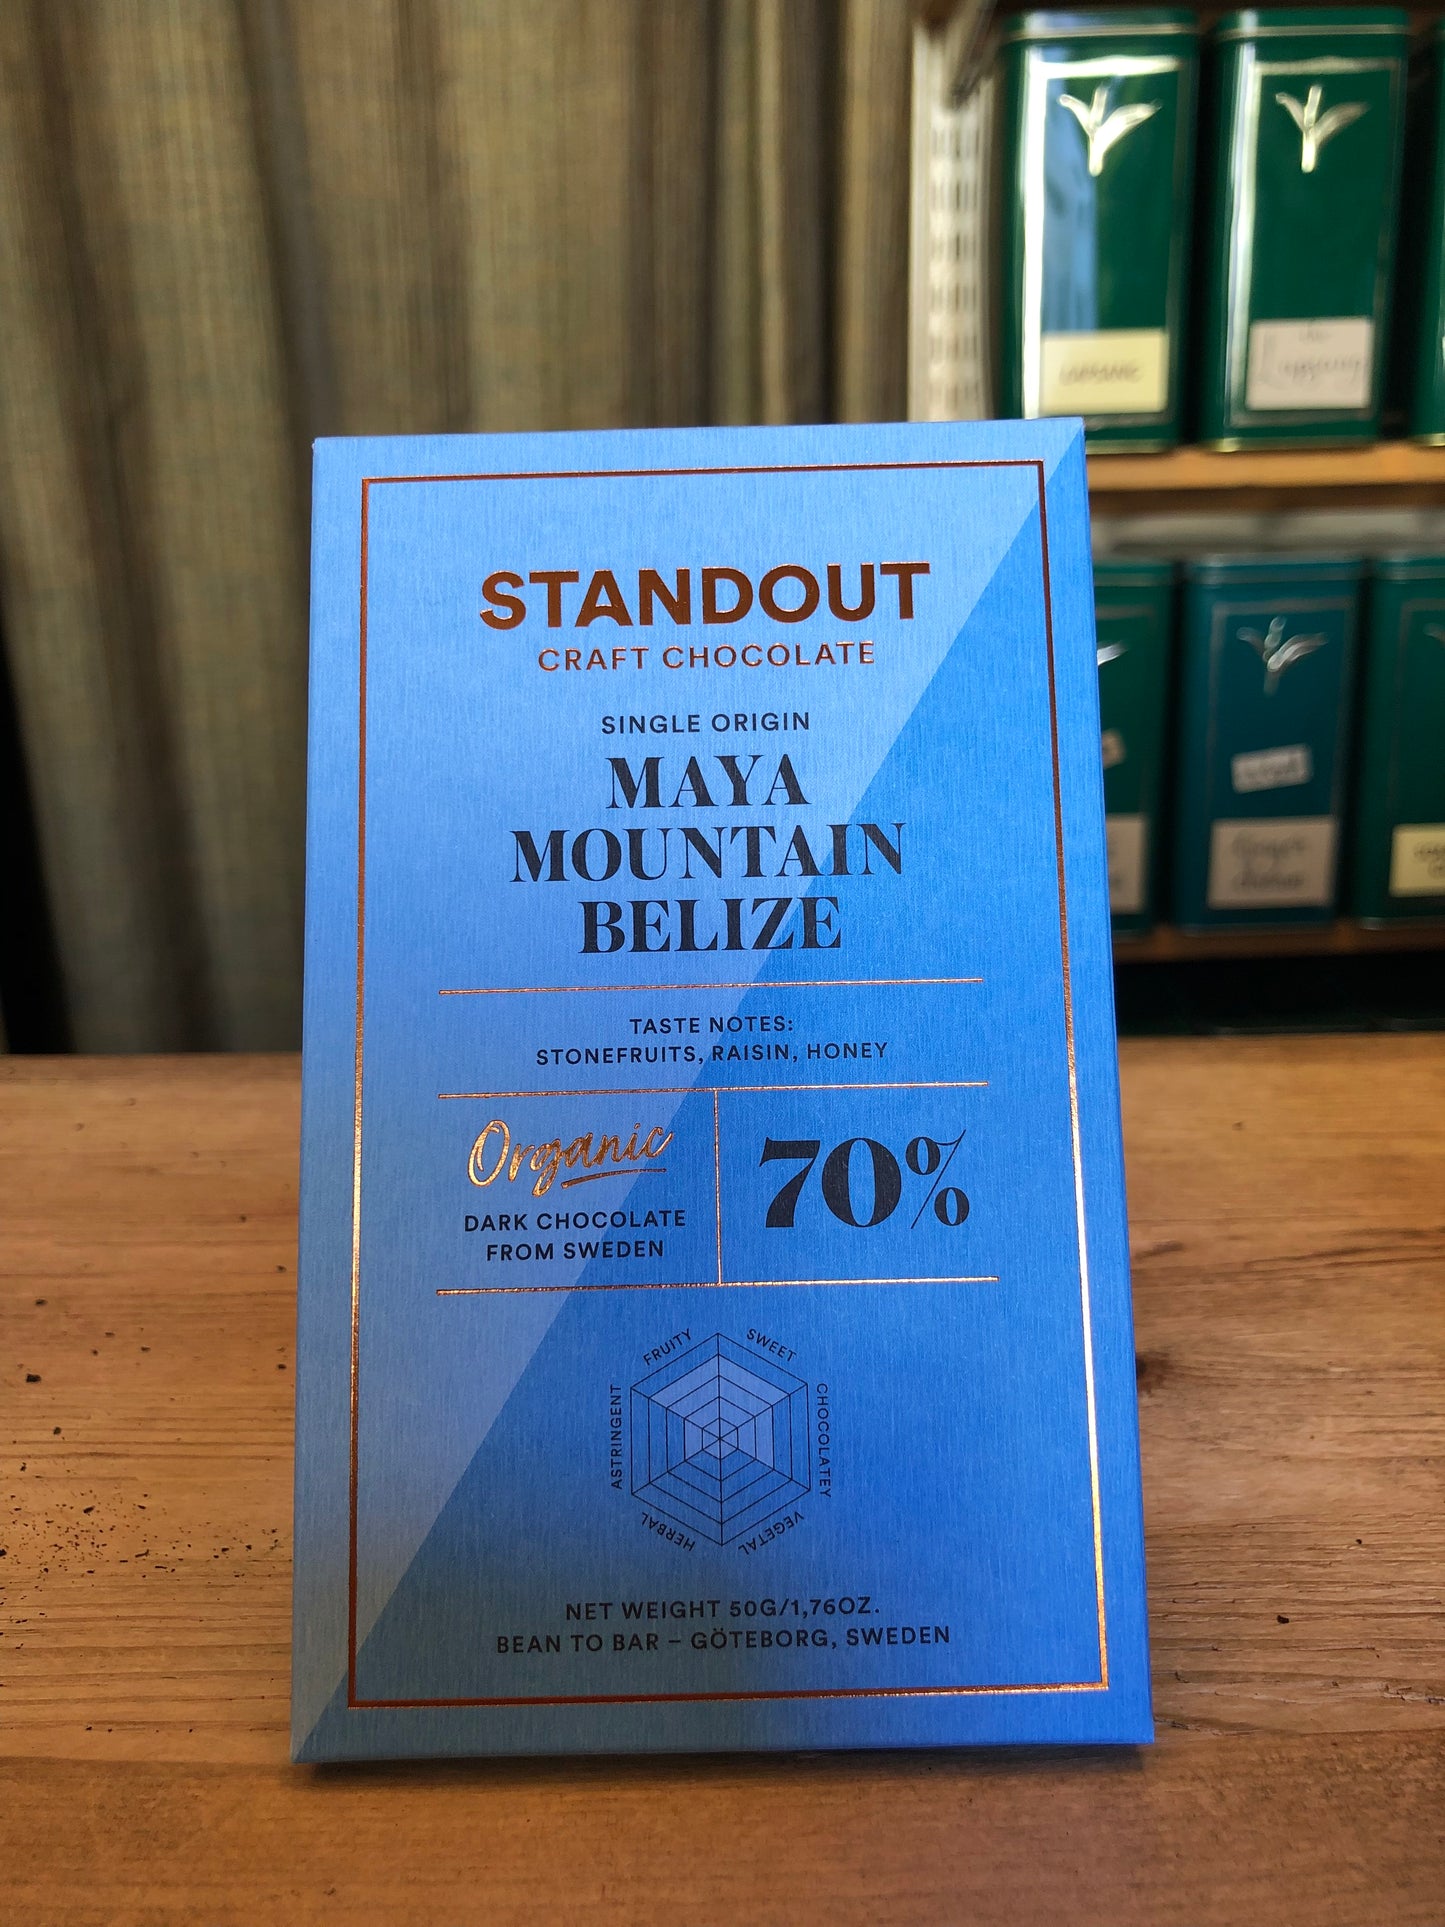 STANDOUT
CRAFT CHOCOLATE
SINGLE ORIGIN
MAYA
MOUNTAIN
BELIZE
TASTE NOTES:
STONEFRUITS, RAISIN, HONEY
Organic
DARK CHOCOLATE
FROM SWEDEN
70%
FRUITY
SWEET
ASTRINGENT
CHOCOLATEY
HERBAL
VEGETAL
NET WEIGHT 50G/1,76OZ.
BEAN TO BAR – GÖTEBORG, SWEDEN